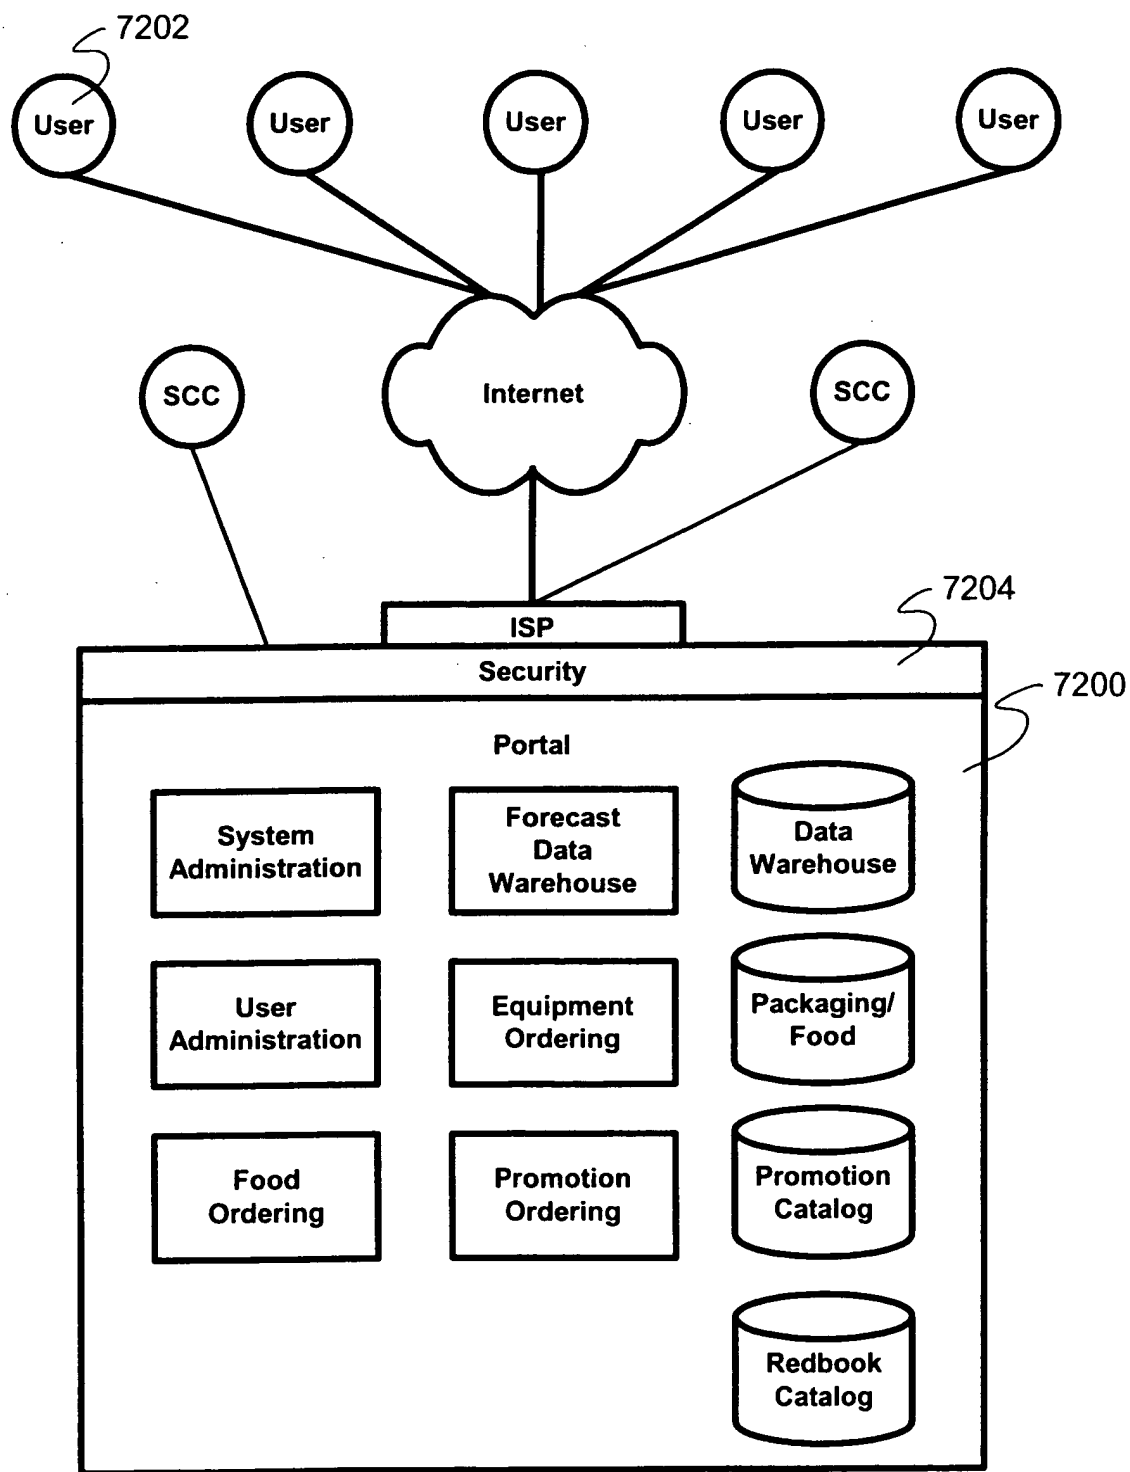 7202
User
User
User
User
User
SCC
Internet
SCC
ISP
7204
Security
7200
Portal
System
Administration
Forecast
Data
Warehouse
Data
Warehouse
User
Administration
Equipment
Ordering
Packaging/
Food
Food
Ordering
Promotion
Ordering
Promotion
Catalog
Redbook
Catalog